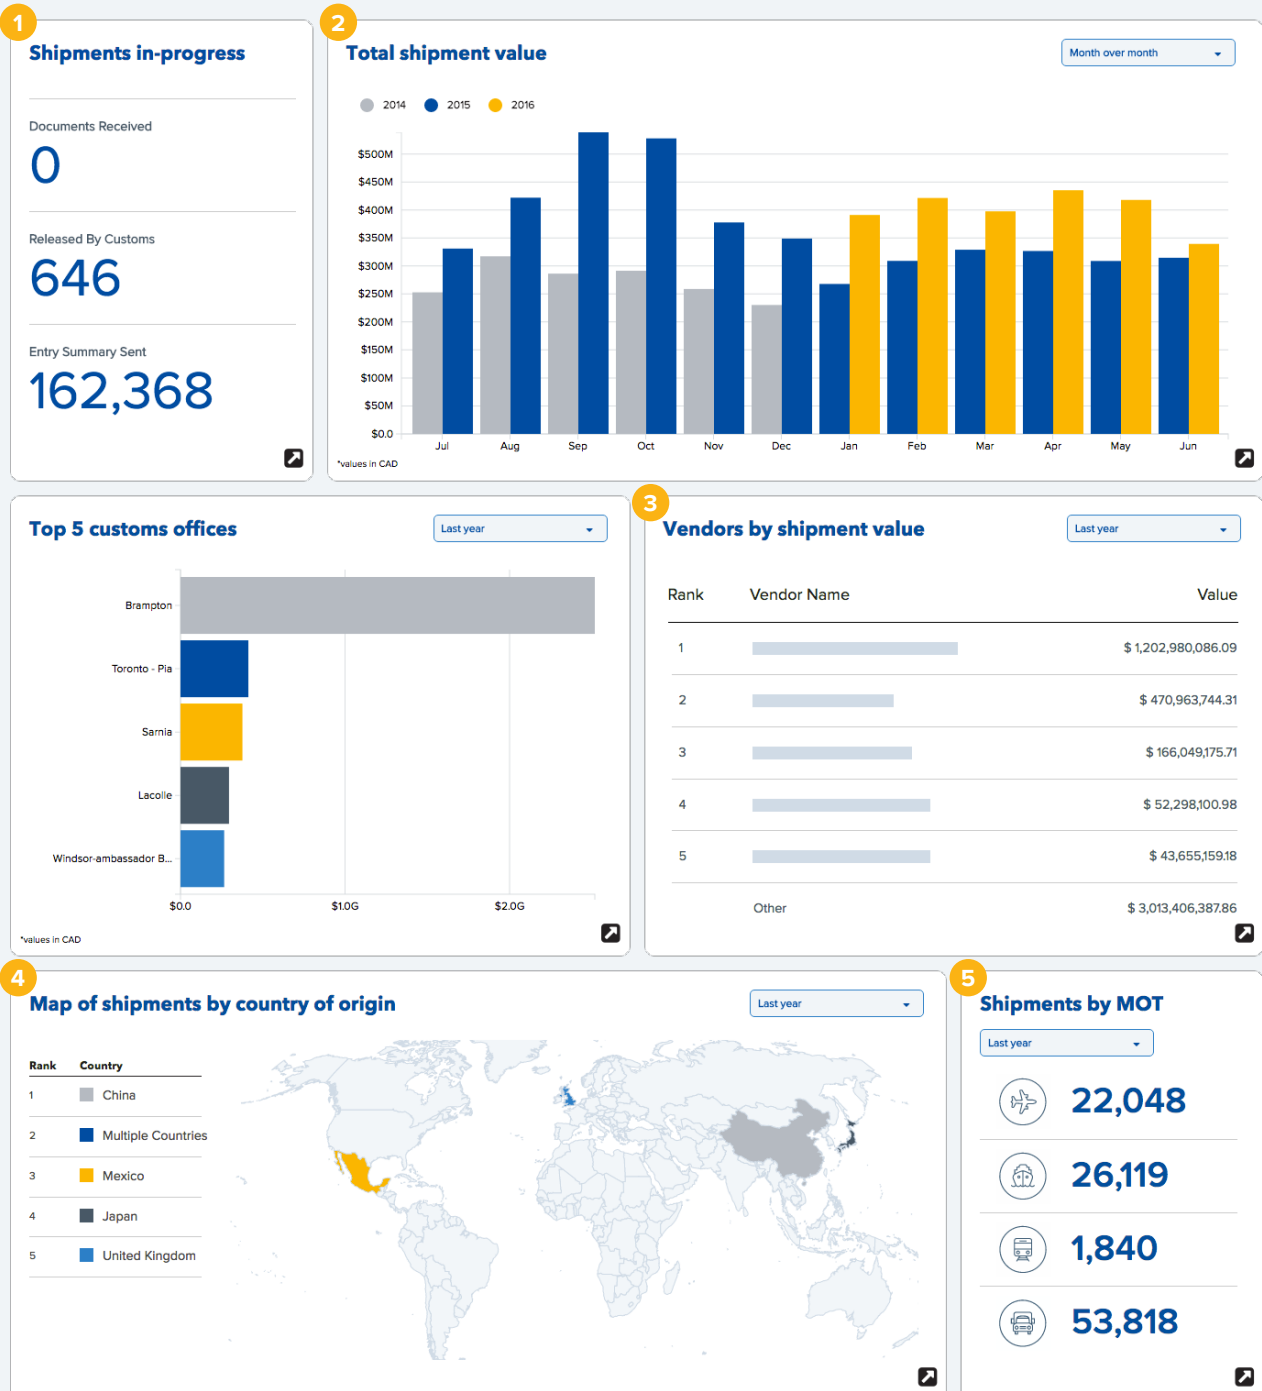 1
Shipments in-progress
Documents Received
0
Released By Customs
646
Entry Summary Sent
162,368
2
Total shipment value
Month over month
2014 2015 2016
$500M
$450M
$400M
$350M
$300M
$250M
$200M
$150M
$100M
$50M
$0.0
Jul Aug Sep Oct Nov Dec Jan Feb Mar Apr May Jun
*values in CAD
Top 5 customs offices
Last year
Brampton
Toronto - Pia
Sarnia
Lacolle
Windsor-ambassador B...
$0.0 $1.0G $2.0G
*values in CAD
3
Vendors by shipment value
Last year
Rank Vendor Name Value
1 $ 1,202,980,086.09
2 $ 470,963,744.31
3 $ 166,049,175.71
4 $ 52,298,100.98
5 $ 43,655,159.18
Other $ 3,013,406,387.86
4
Map of shipments by country of origin
Last year
Rank Country
1 China
2 Multiple Countries
3 Mexico
4 Japan
5 United Kingdom
5
Shipments by MOT
Last year
22,048
26,119
1,840
53,818